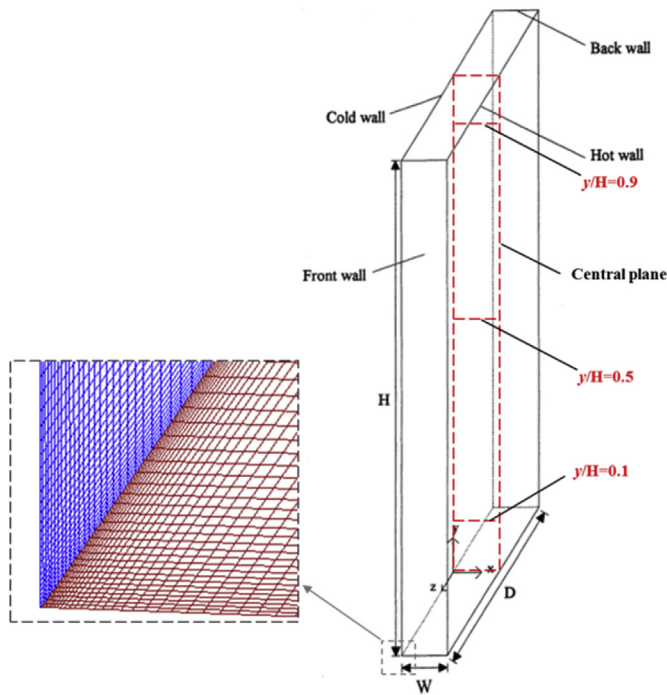 Back wall
Cold wall
Hot wall
y/H=0.9
Front wall
Central plane
y/H=0.5
H
y/H=0.1
y
x
z
D
W